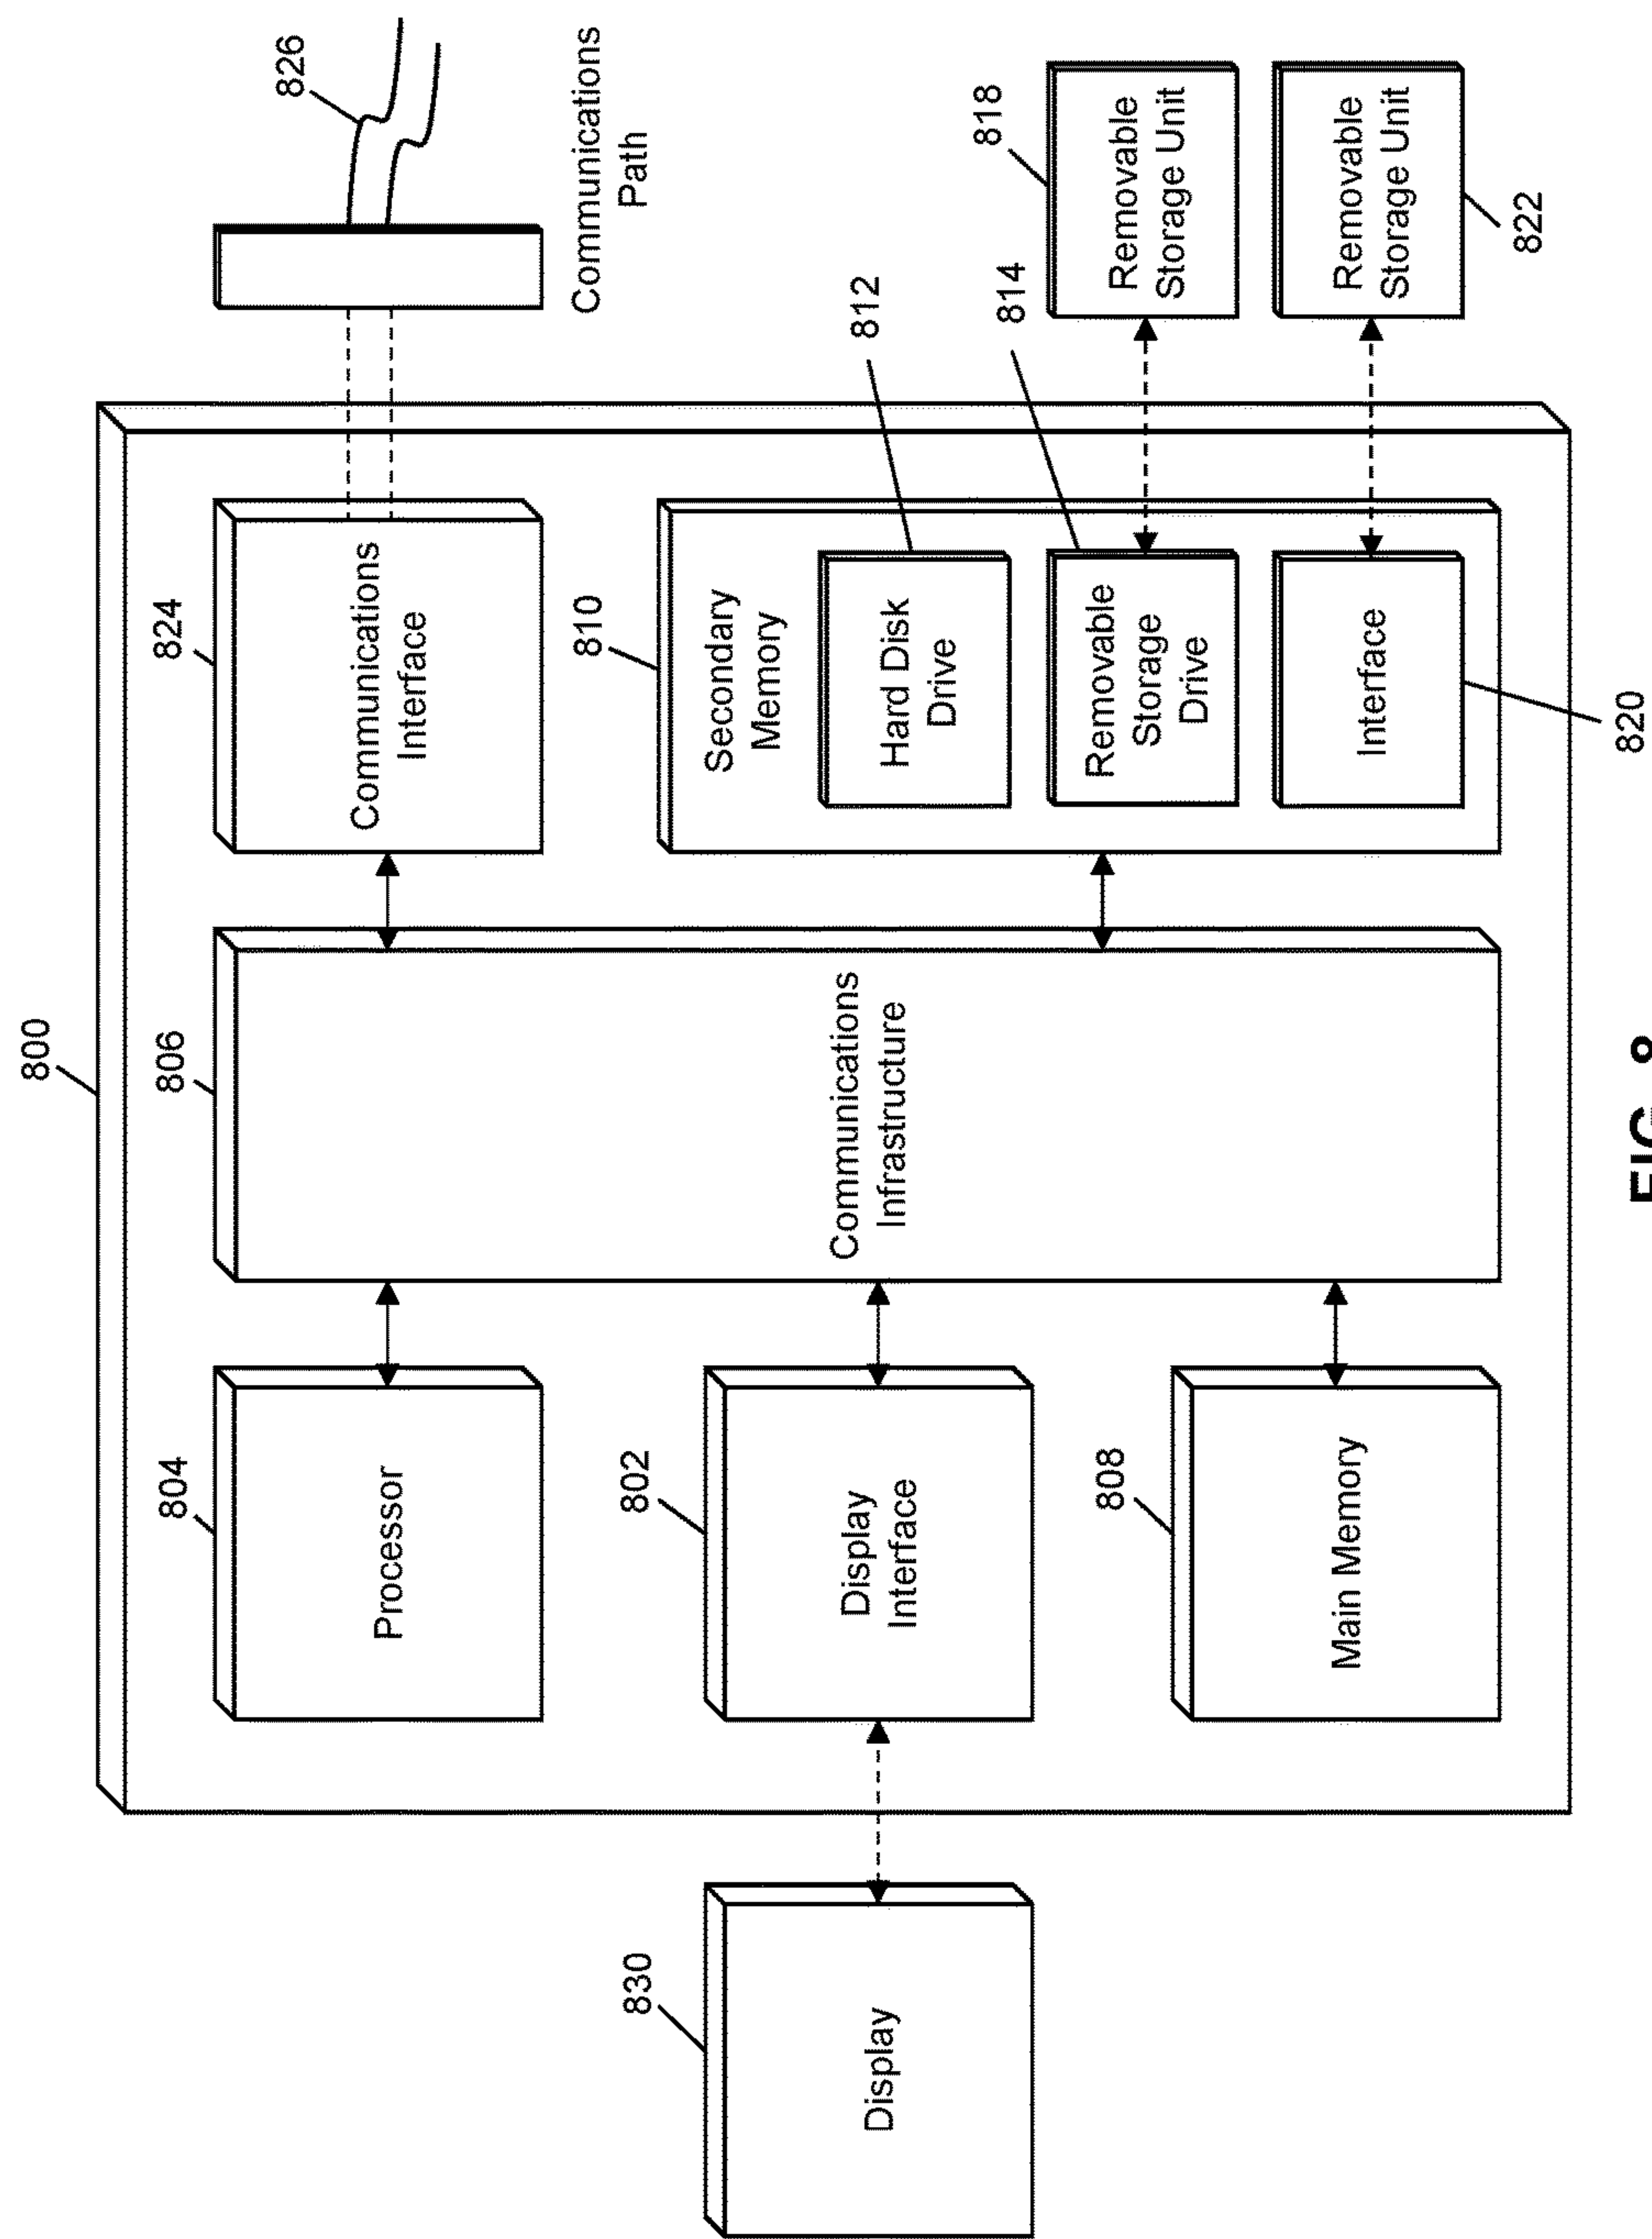 800
804
Processor
802
Display
Interface
808
Main Memory
830
Display
806
Communications
Infrastructure
824
Communications
Interface
810
Secondary
Memory
Hard Disk
Drive
812
Removable
Storage
Drive
814
Interface
820
826
Communications
Path
818
Removable
Storage Unit
Removable
Storage Unit
822
FIG. 8